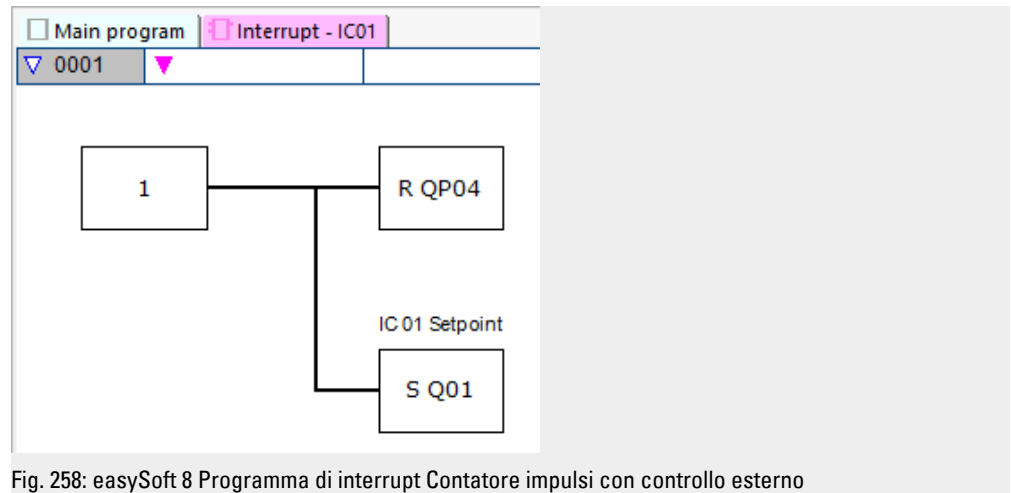 Main program Interrupt - IC01
0001
1 R QP04
IC 01 Setpoint
S Q01
Fig. 258: easySoft 8 Programma di interrupt Contatore impulsi con controllo esterno